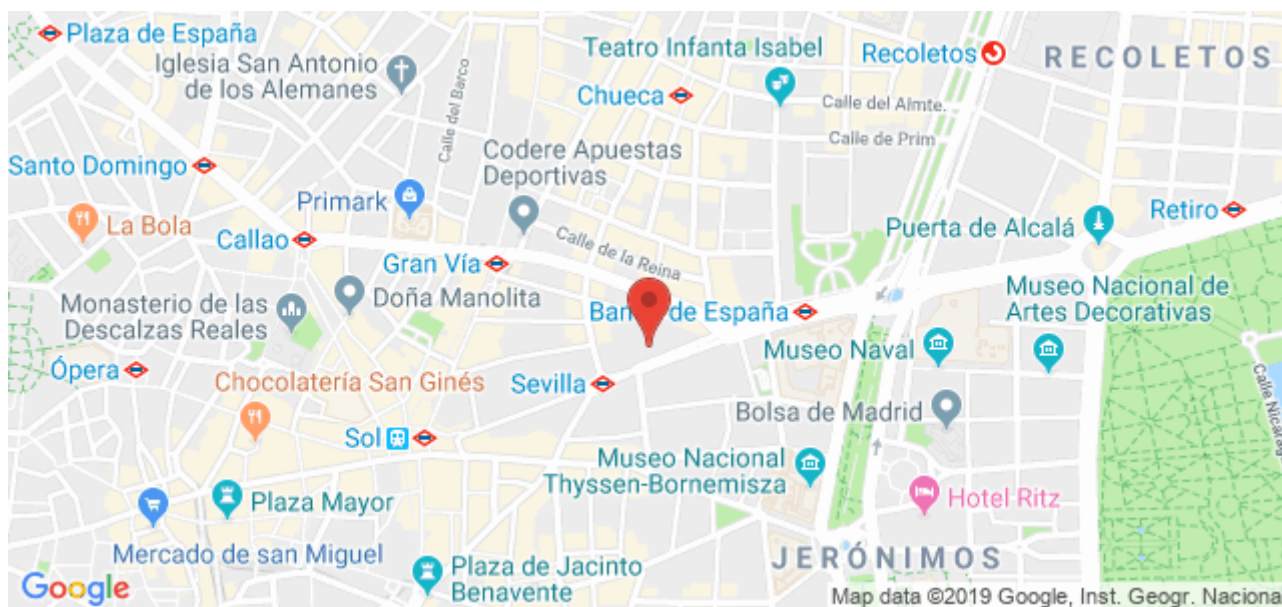 Plaza de España
Iglesia San Antonio
de los Alemanes
Calle del Barco
Teatro Infanta Isabel
Recoletos
RECOLETOS
Chueca
Calle del Almte.
Calle de Prim
Santo Domingo
Codere Apuestas
Deportivas
Primark
La Bola
Callao
Calle de la Reina
Gran Vía
Puerta de Alcalá
Retiro
Monasterio de las
Descalzas Reales
Doña Manolita
Banco de España
Museo Nacional de
Artes Decorativas
Museo Naval
Ópera
Chocolatería San Ginés
Sevilla
Bolsa de Madrid
Calle Nicarag
Sol
Museo Nacional
Thyssen-Bornemisza
Plaza Mayor
Hotel Ritz
Mercado de san Miguel
Plaza de Jacinto
Benavente
JERÓNIMOS
Google
Map data ©2019 Google, Inst. Geogr. Naciona